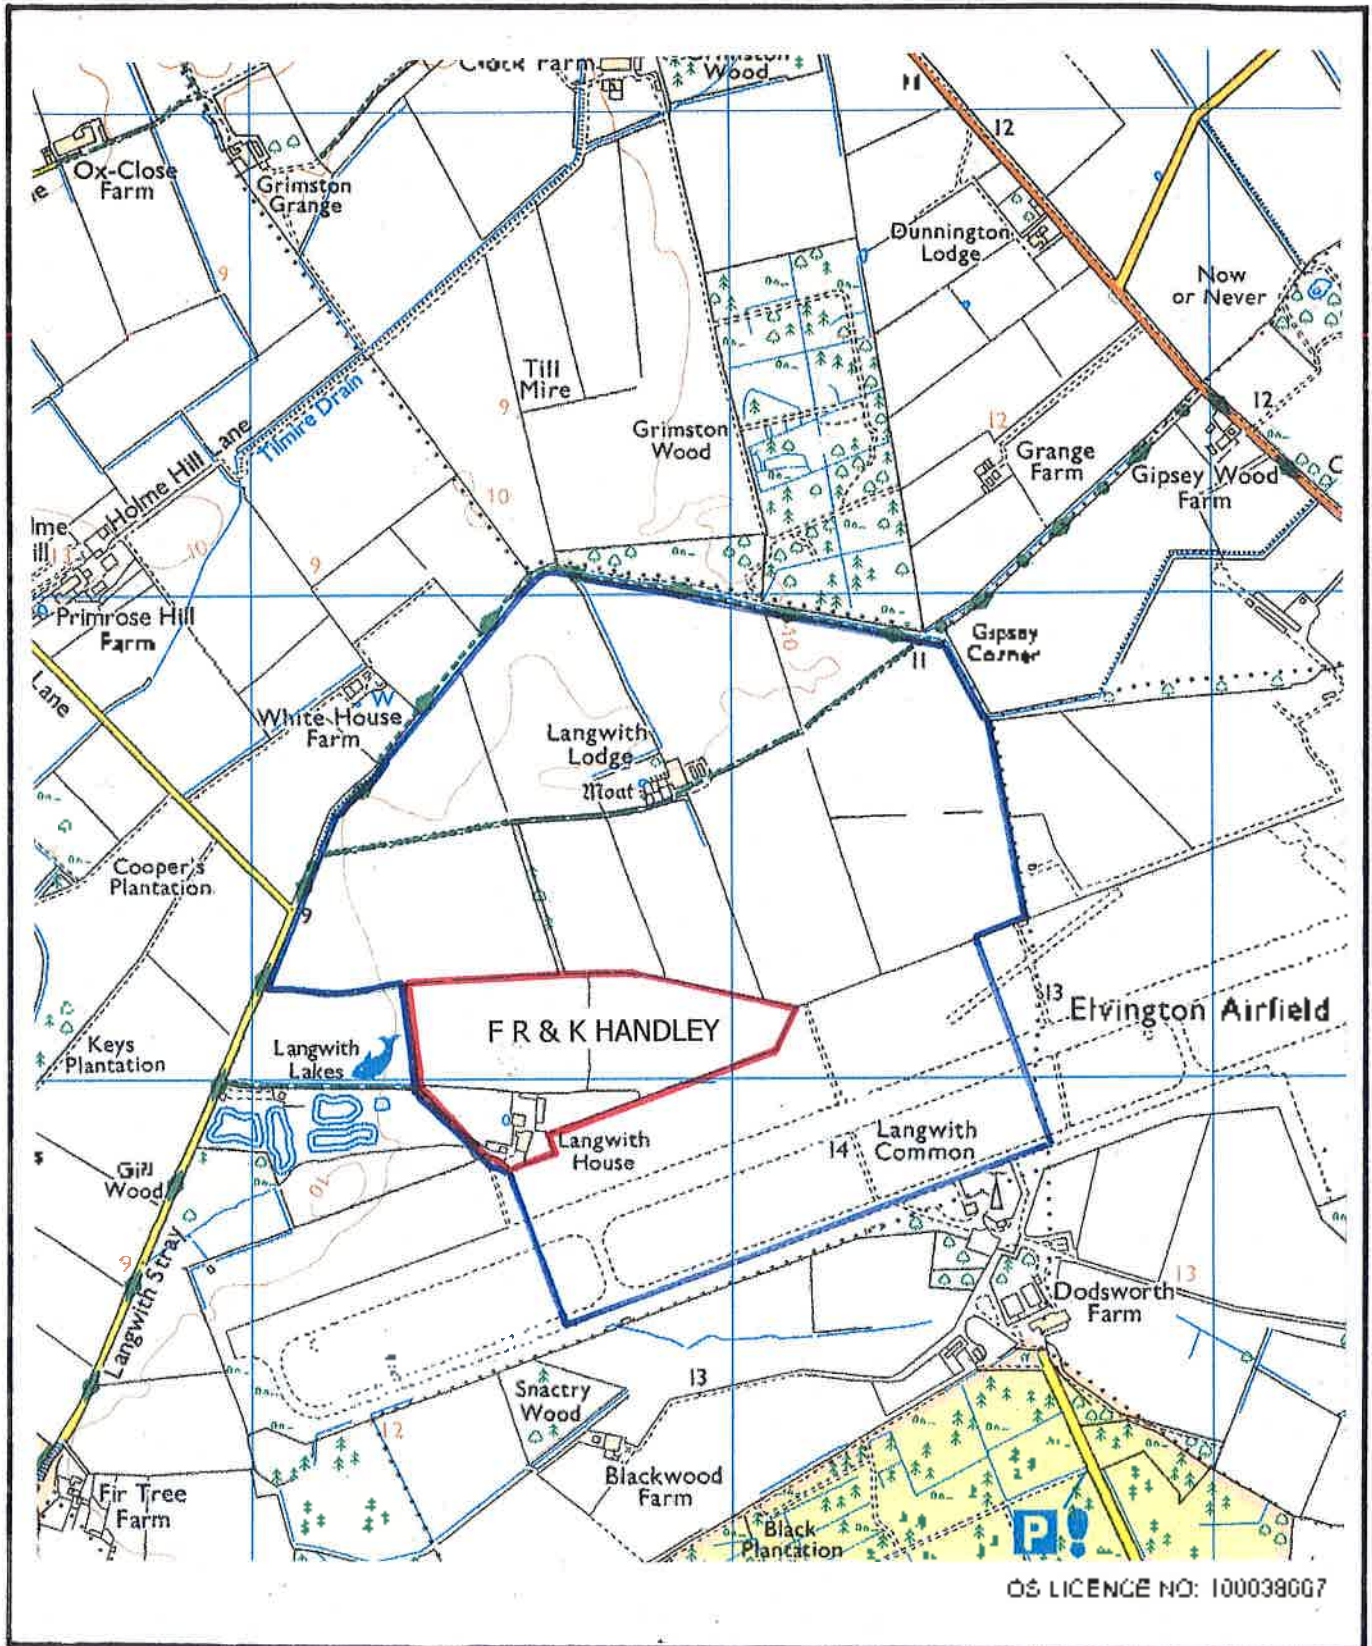 Clock Farm
Grimston
Wood
12
Ox-Close
Farm
Grimston
Grange
Dunnington
Lodge
9
Now
or Never
Till
Mire
9
Tilmire Drain
12
12
Grimston
Wood
Grange
Farm
Gipsey Wood
Farm
Holme Hill Lane
10
lme
ill
10
9
Primrose Hill
Farm
10
11
Gipsey
Corner
Lane
W
White House
Farm
Langwith
Lodge
Moat
Cooper's
Plantation
9
13
Elvington Airfield
F R & K HANDLEY
Keys
Plantation
Langwith
Lakes
Langwith
House
14
Langwith
Common
Gill
Wood
10
9
Langwith Stray
13
Dodsworth
Farm
13
Snactry
Wood
12
Blackwood
Farm
Fir Tree
Farm
Black
Plantation
P
OS LICENCE NO: 100038007